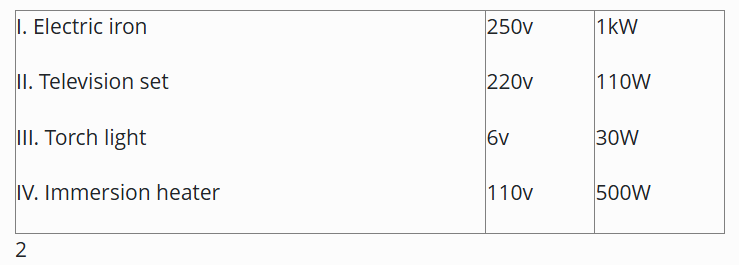 I. Electric iron 250v 1kW
II. Television set 220v 110W
III. Torch light 6v 30W
IV. Immersion heater 110v 500W
2